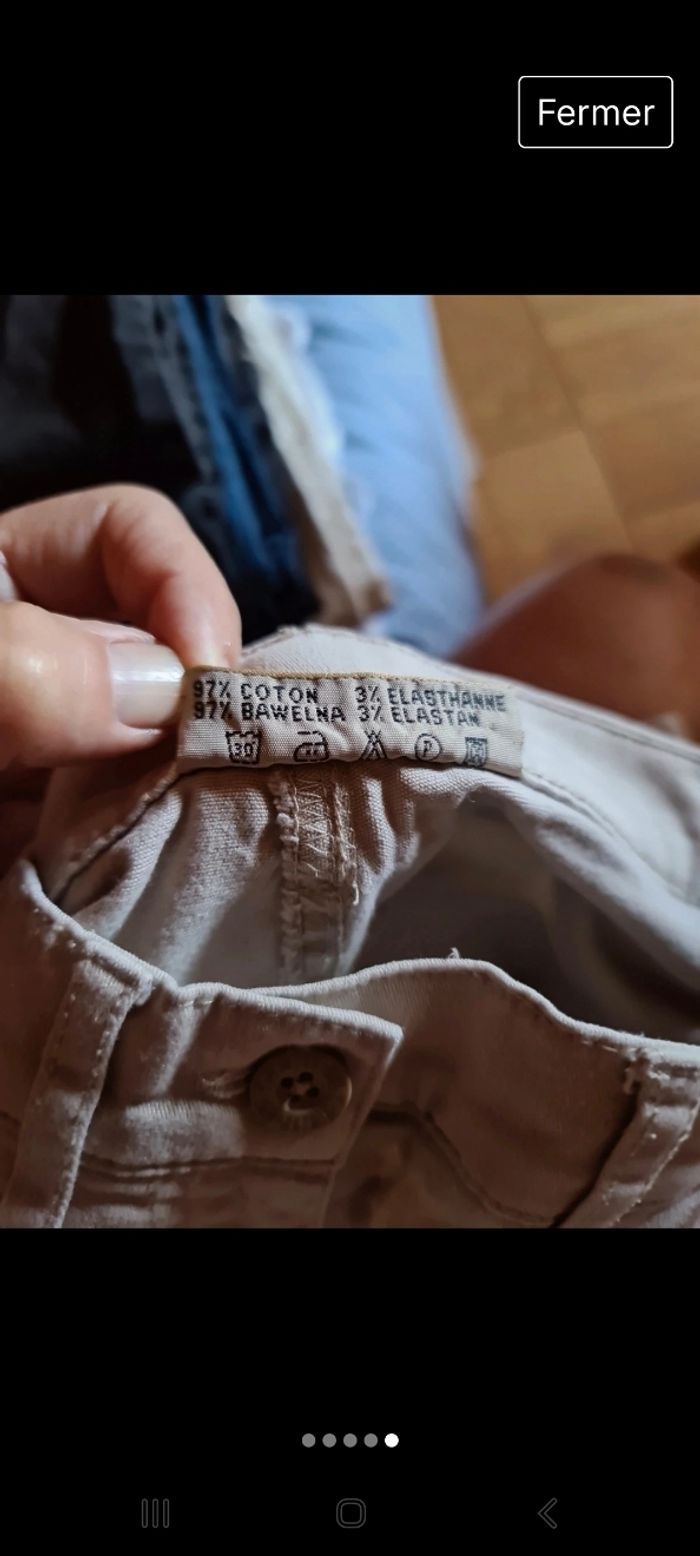 Fermer
97% COTON 3% ELASTHANNE
97% BAWELNA 3% ELASTAN
30 P